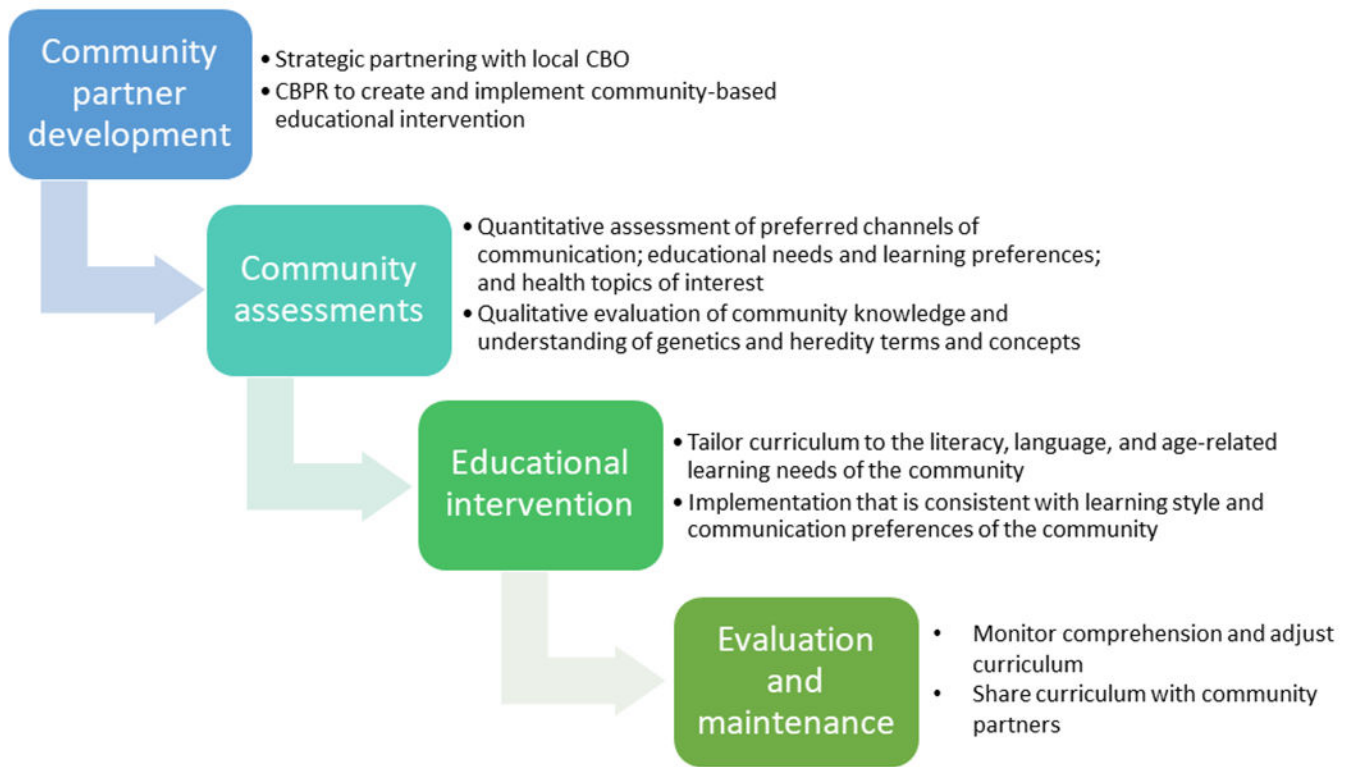 Community
partner
development
• Strategic partnering with local CBO
• CBPR to create and implement community-based
educational intervention
Community
assessments
• Quantitative assessment of preferred channels of
communication; educational needs and learning preferences;
and health topics of interest
• Qualitative evaluation of community knowledge and
understanding of genetics and heredity terms and concepts
Educational
intervention
• Tailor curriculum to the literacy, language, and age-related
learning needs of the community
• Implementation that is consistent with learning style and
communication preferences of the community
Evaluation
and
maintenance
• Monitor comprehension and adjust
curriculum
• Share curriculum with community
partners